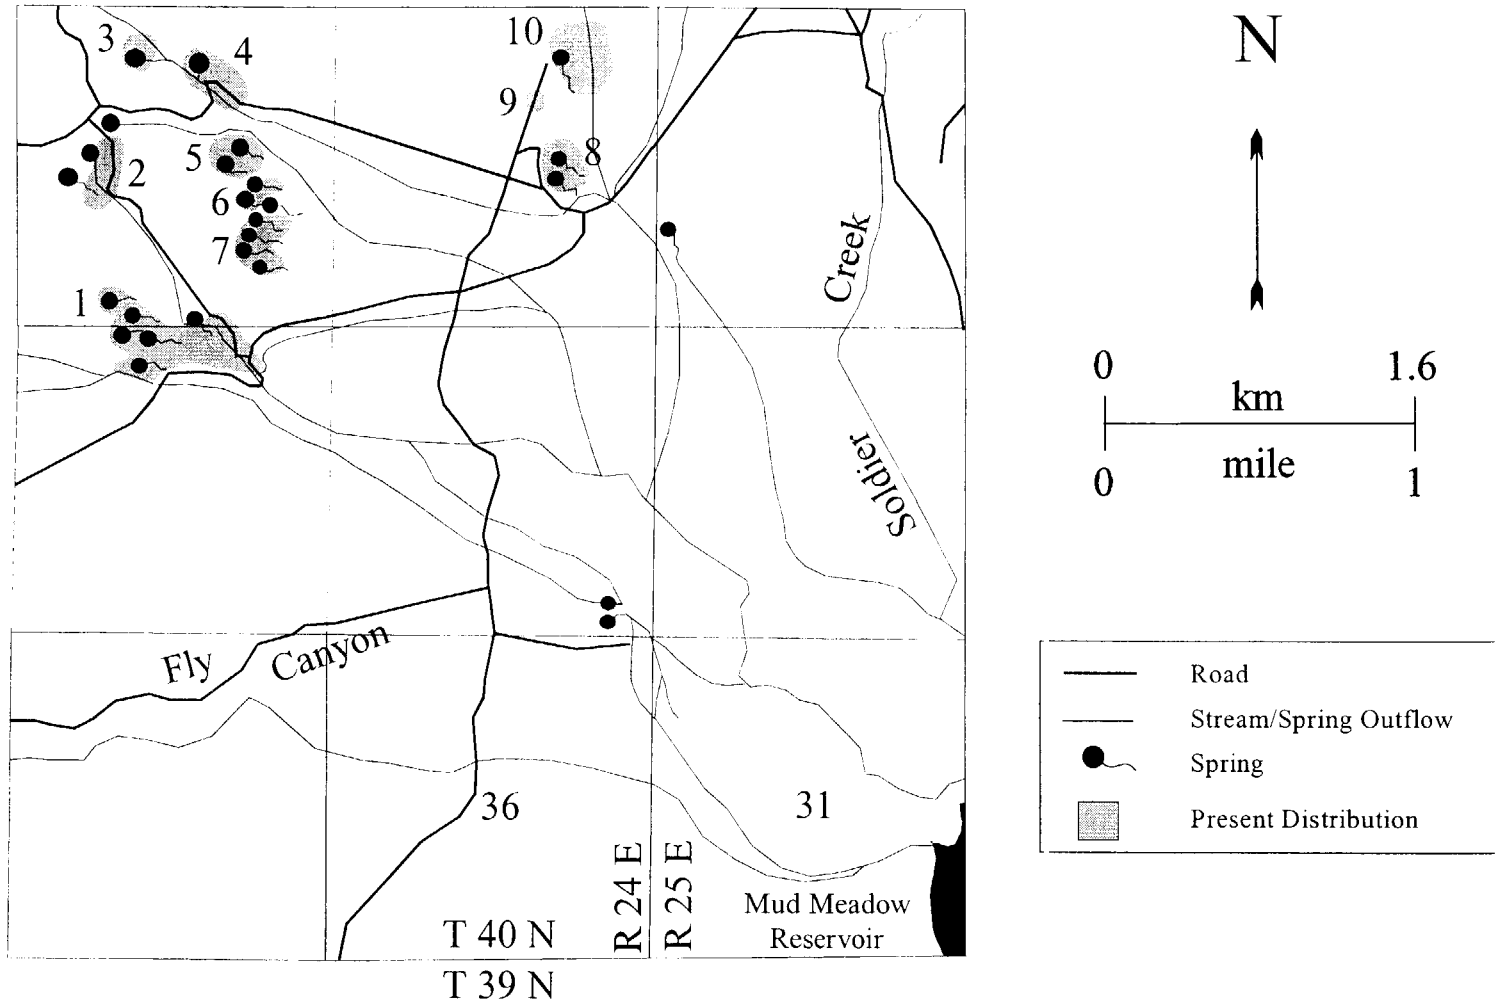 3
4
10
9
8
5
2
6
7
1
Creek
Soldier
Fly Canyon
36
31
R 24 E
R 25 E
T 40 N
T 39 N
Mud Meadow
Reservoir
N
0 1.6
km
mile
0 1
Road
Stream/Spring Outflow
Spring
Present Distribution